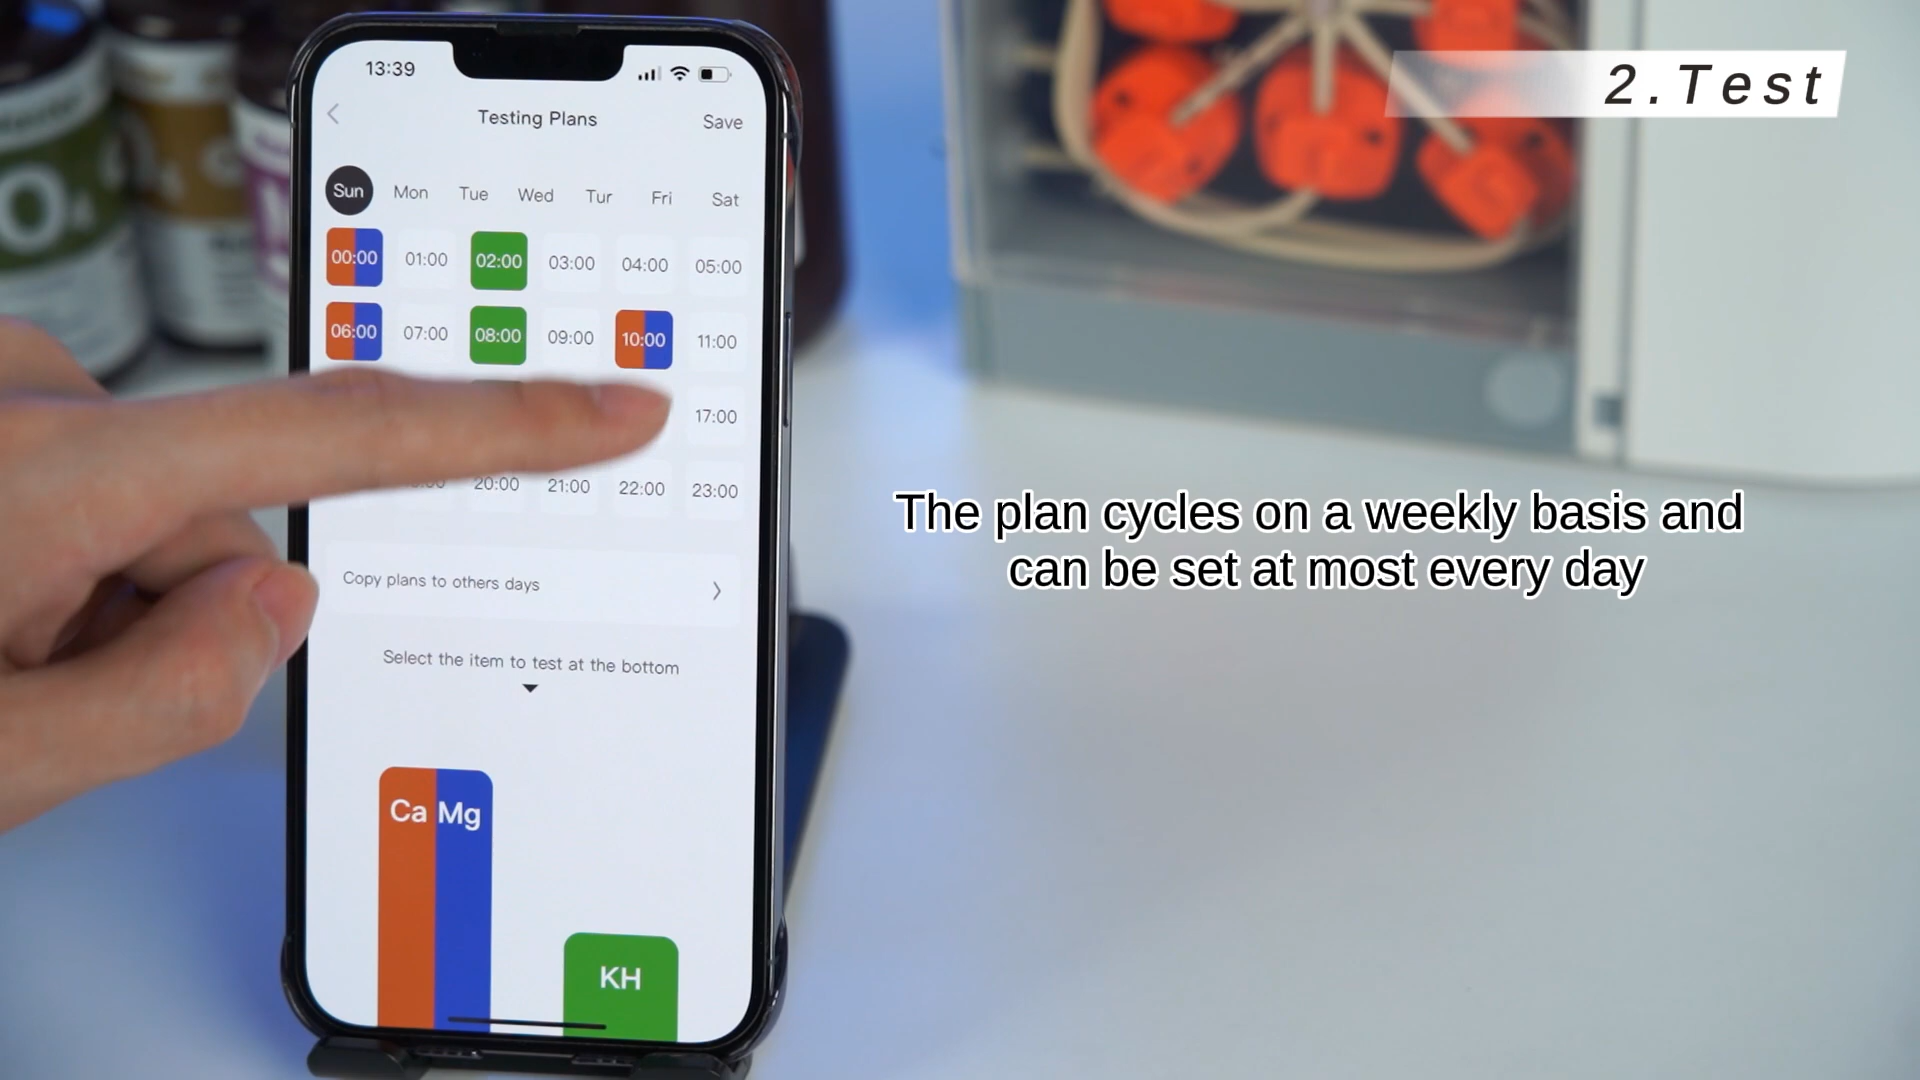 2.Test
13:39
Testing Plans
Save
Sun Mon Tue Wed Tur Fri Sat
00:00 01:00 02:00 03:00 04:00 05:00
06:00 07:00 08:00 09:00 10:00 11:00
17:00
20:00 21:00 22:00 23:00
Copy plans to others days
Select the item to test at the bottom
Ca Mg
KH
The plan cycles on a weekly basis and
can be set at most every day